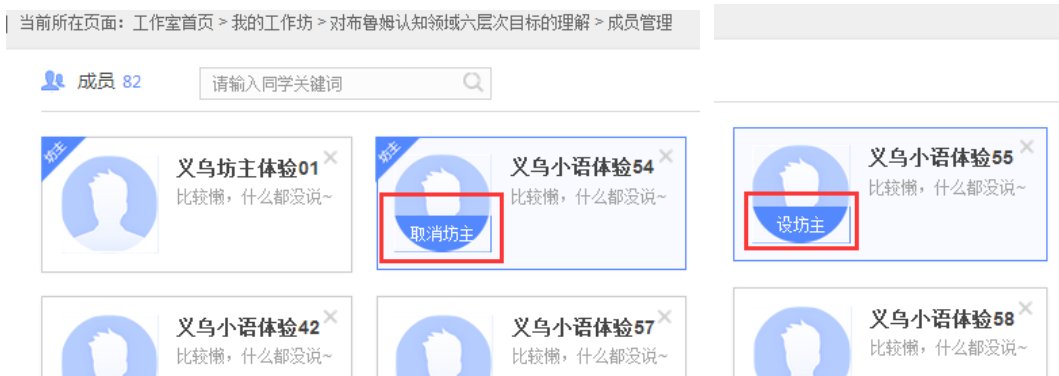 当前所在页面：工作室首页 > 我的工作坊 > 对布鲁姆认知领域六层次目标的理解 > 成员管理
成员 82
请输入同学关键词
坊主
义乌坊主体验01
比较懒，什么都没说~
坊主
义乌小语体验54
比较懒，什么都没说~
取消坊主
义乌小语体验55
比较懒，什么都没说~
设坊主
义乌小语体验42
比较懒，什么都没说~
义乌小语体验57
比较懒，什么都没说~
义乌小语体验58
比较懒，什么都没说~